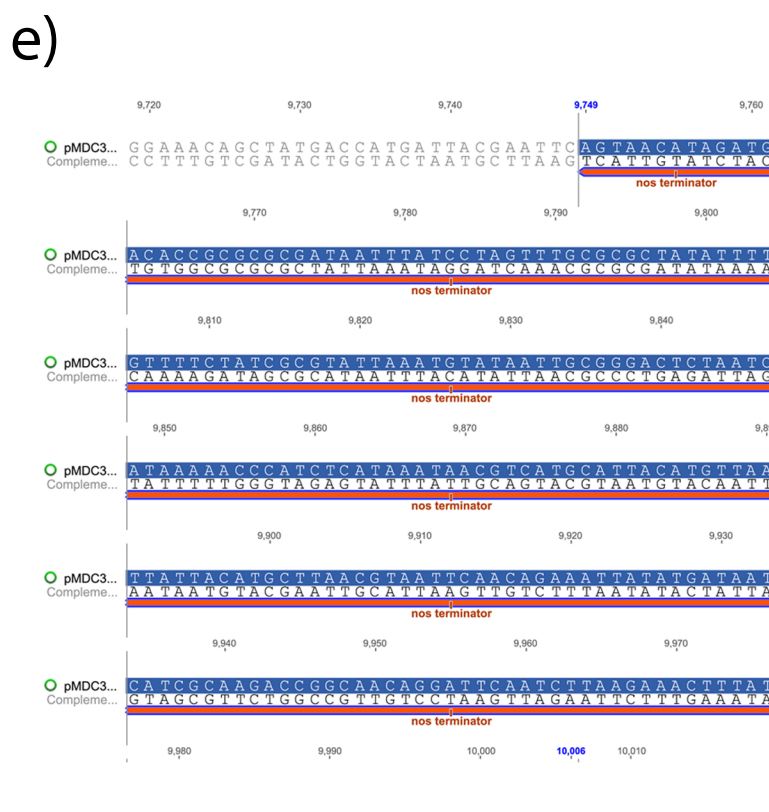 e)
9,720 9,730 9,740 9,749 9,760
pMDC3... GGAAACAGCTATGACCATGATTACGAATTCAGTAACATAGATG
Compleme... CCTTTGTCGATACTGGTACTAATGCTTAAGTCATTGTATCTAC
nos terminator
9,770 9,780 9,790 9,800
pMDC3... ACACCGCGCGCGATAATTTATCCTAGTTTGCGCGCTATATTTT
Compleme... TGTGGCGCGCGCTATTAAATAGGATCAAACGCGCGATATAAAA
nos terminator
9,810 9,820 9,830 9,840
pMDC3... GTTTTCTATCGCGTATTAAATGTATAATTGCGGGACTCTAATC
Compleme... CAAAAGATAGCGCATAATTTACATATTAACGCCCTGAGATTAG
nos terminator
9,850 9,860 9,870 9,880
pMDC3... ATAAAAACCCATCTCATAAATAACGTCATGCATTACATGTTAA
Compleme... TATTTTTGGGTAGAGTATTTATTGCAGTACGTAATGTACAATT
nos terminator
9,900 9,910 9,920 9,930
pMDC3... TTATTACATGCTTAACGTAATTCAACAGAAATTATATGATAAT
Compleme... AATAATGTACGAATTGCATTAAGTTGTCTTTAATATACTATTA
nos terminator
9,940 9,950 9,960 9,970
pMDC3... CATCGCAAGACCGGCAACAGGATTCAATCTTAAGAAACTTTAT
Compleme... GTAGCGTTCTGGCCGTTGTCCTAAGTTAGAATTCTTTGAAATA
nos terminator
9,980 9,990 10,000 10,006 10,010